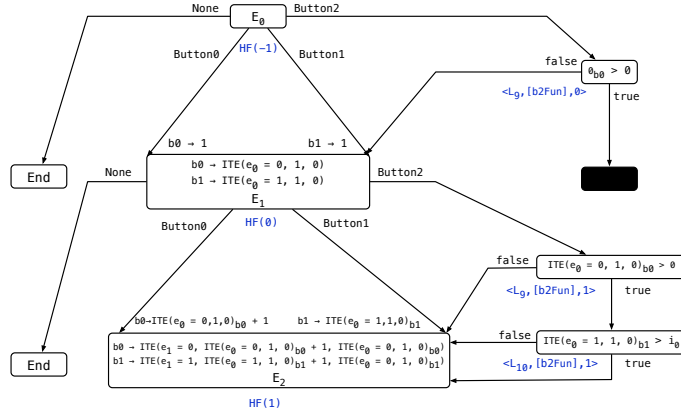 None
E0
Button2
HF(−1)
Button0
Button1
false
0b0 > 0
<L9,[b2Fun],0>
true
b0 → 1
b1 → 1
End
None
b0 → ITE(e0 = 0, 1, 0)
b1 → ITE(e0 = 1, 1, 0)
E1
Button2
HF(0)
Button0
Button1
false
ITE(e0 = 0, 1, 0)b0 > 0
<L9,[b2Fun],1>
true
b0→ITE(e0 = 0,1,0)b0 + 1
b1 → ITE(e0 = 1,1,0)b1
false
ITE(e0 = 1, 1, 0)b1 > i0
b0 → ITE(e1 = 0, ITE(e0 = 0, 1, 0)b0 + 1, ITE(e0 = 0, 1, 0)b0)
b1 → ITE(e1 = 1, ITE(e0 = 1, 1, 0)b1 + 1, ITE(e0 = 0, 1, 0)b1)
E2
<L10,[b2Fun],1>
true
End
HF(1)